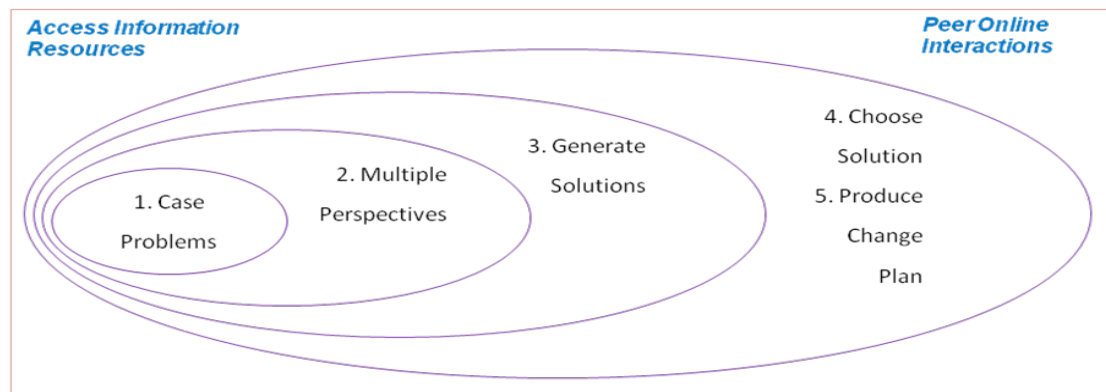 Access Information
Resources
Peer Online
Interactions
1. Case
Problems
2. Multiple
Perspectives
3. Generate
Solutions
4. Choose
Solution
5. Produce
Change
Plan